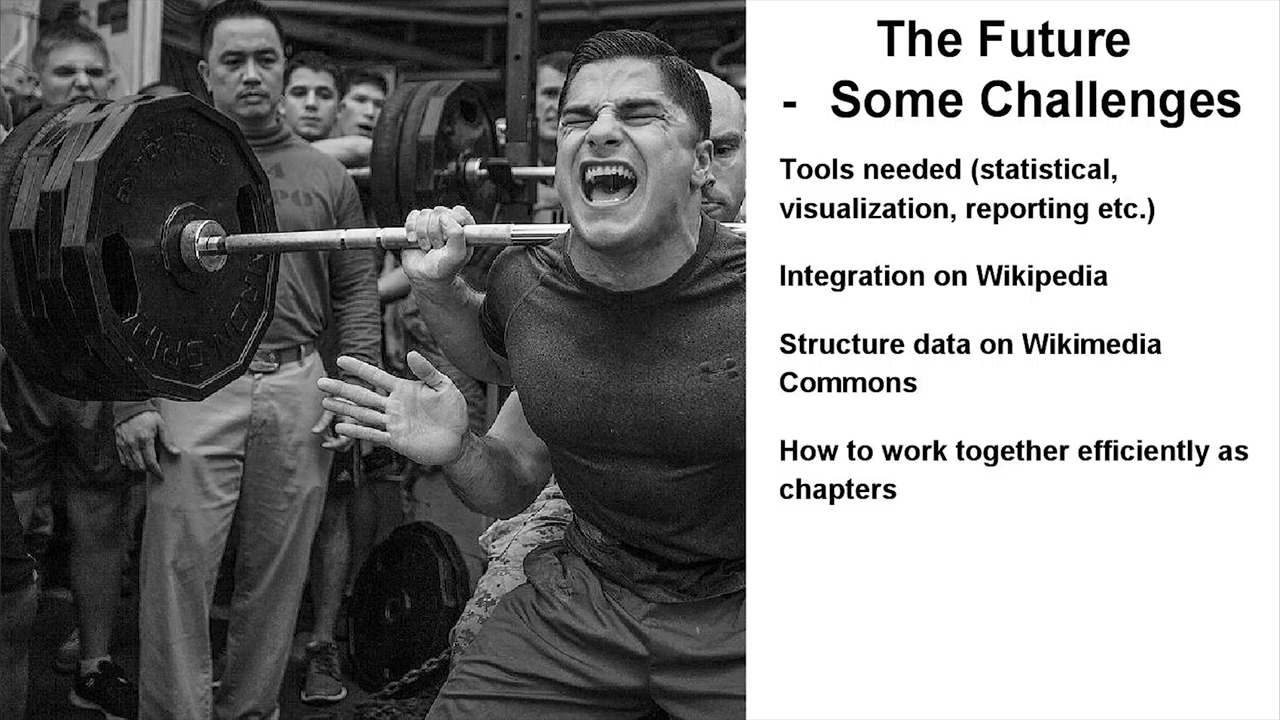 The Future
- Some Challenges
Tools needed (statistical,
visualization, reporting etc.)
Integration on Wikipedia
Structure data on Wikimedia
Commons
How to work together efficiently as
chapters